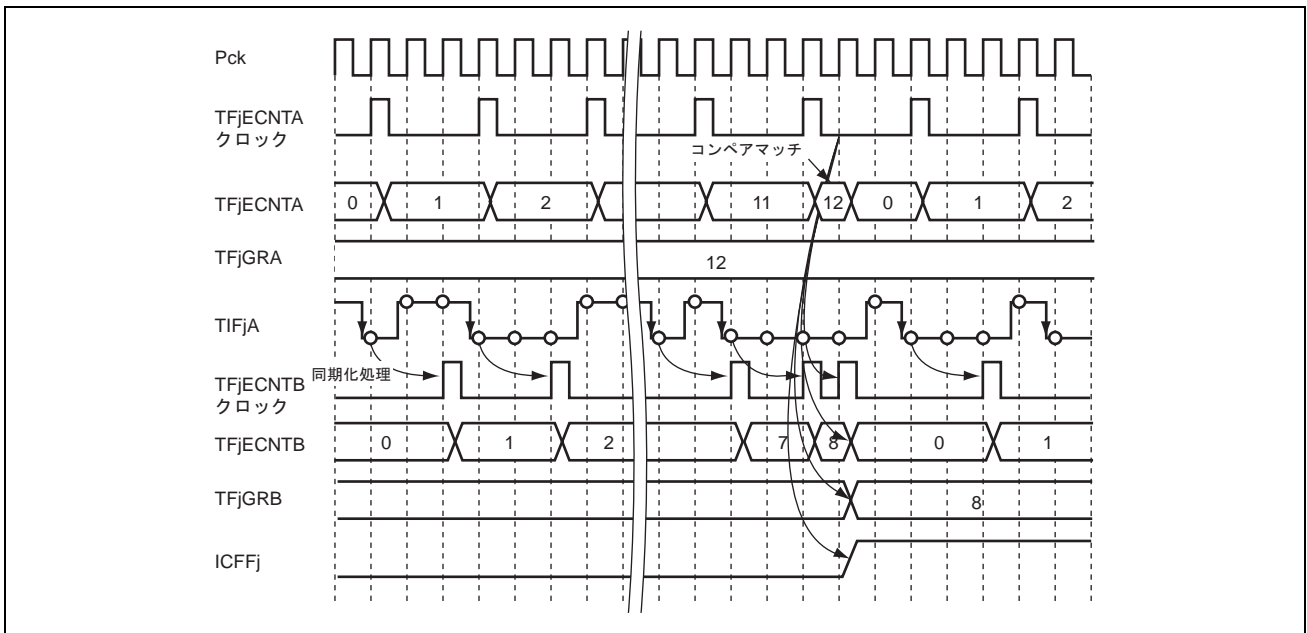 Pck
TFjECNTA
クロック
コンペアマッチ
TFjECNTA 0 1 2 11 12 0 1 2
TFjGRA 12
TIFjA
同期化処理
TFjECNTB
クロック
TFjECNTB 0 1 2 7 8 0 1
TFjGRB 8
ICFFj